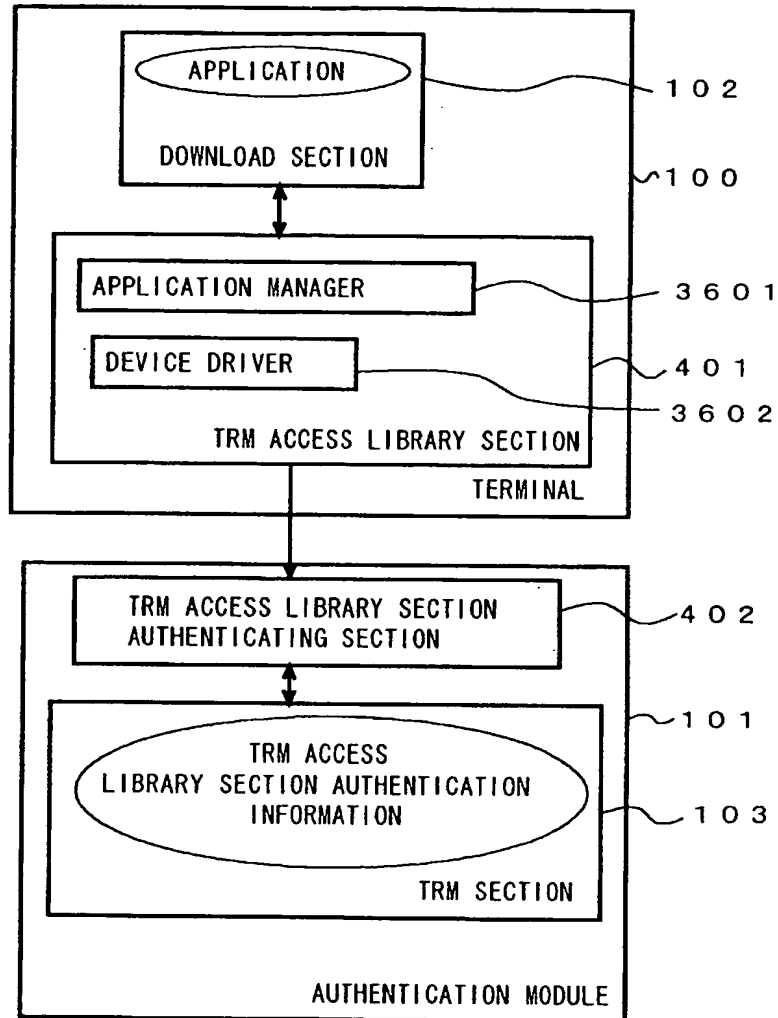 APPLICATION
102
DOWNLOAD SECTION
100
APPLICATION MANAGER
3601
DEVICE DRIVER
401
3602
TRM ACCESS LIBRARY SECTION
TERMINAL
TRM ACCESS LIBRARY SECTION
AUTHENTICATING SECTION
402
101
TRM ACCESS
LIBRARY SECTION AUTHENTICATION
INFORMATION
103
TRM SECTION
AUTHENTICATION MODULE